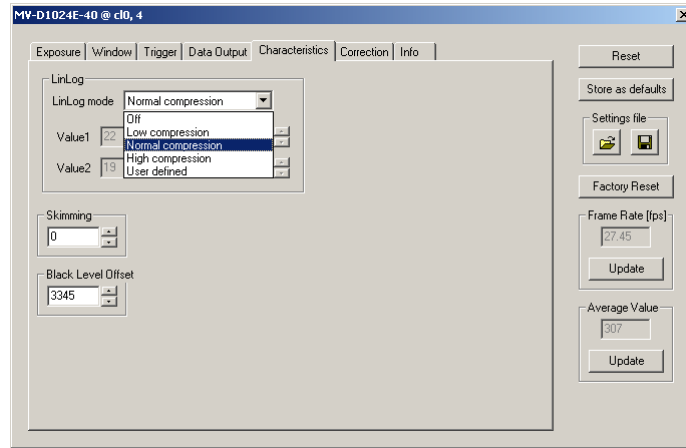 MV-D1024E-40 @ cl0, 4
Exposure Window Trigger Data Output Characteristics Correction Info
LinLog
LinLog mode Normal compression
Off
Low compression
Normal compression
High compression
User defined
Value1 22
Value2 19
Skimming
0
Black Level Offset
3345
Reset
Store as defaults
Settings file
Factory Reset
Frame Rate [fps]
27.45
Update
Average Value
307
Update